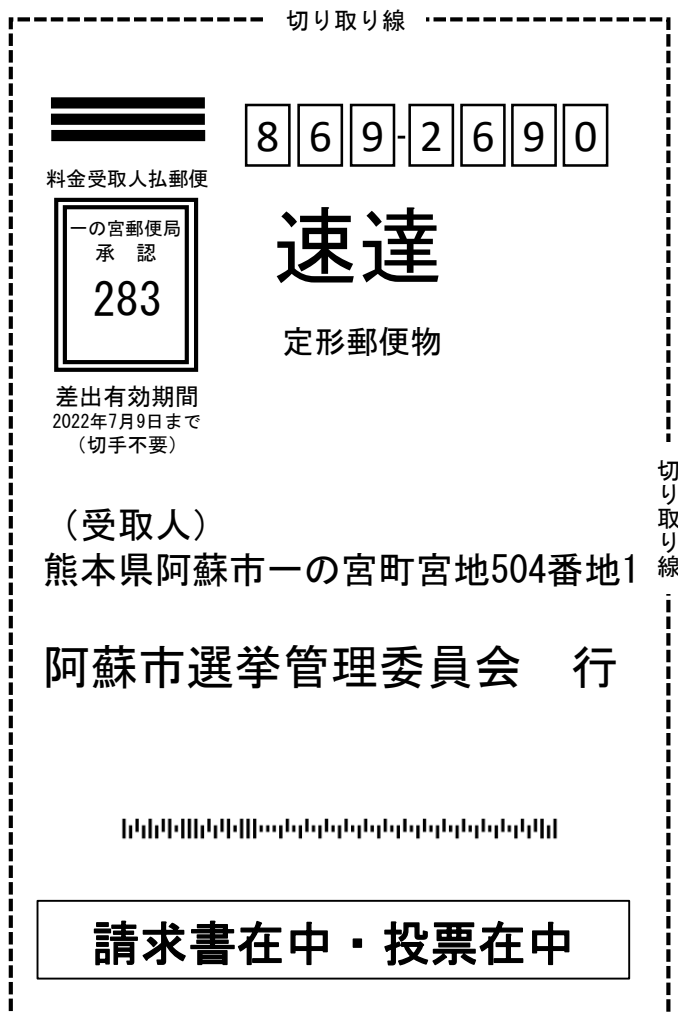 切り取り線
869-2690
料金受取人払郵便
一の宮郵便局
承　認
283
速達
定形郵便物
差出有効期間
2022年7月9日まで
（切手不要）
切り取り線
（受取人）
熊本県阿蘇市一の宮町宮地504番地1
阿蘇市選挙管理委員会　行
請求書在中・投票在中